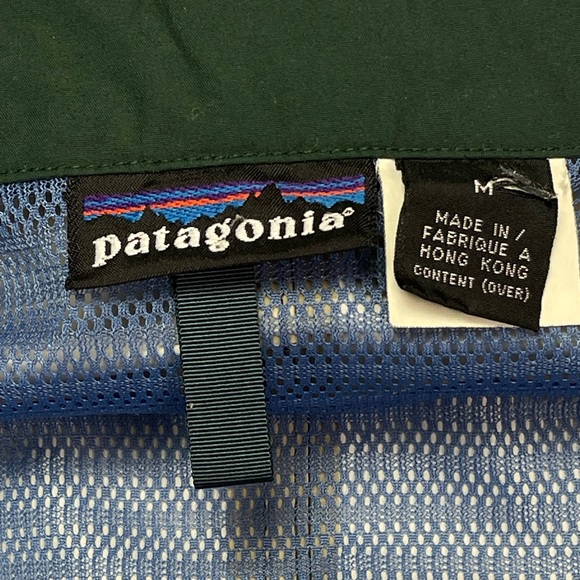 patagonia®
M
MADE IN /
FABRIQUE A
HONG KONG
CONTENT (OVER)